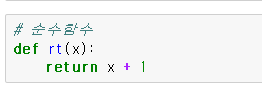 # 순수함수
def rt(x):
    return x + 1